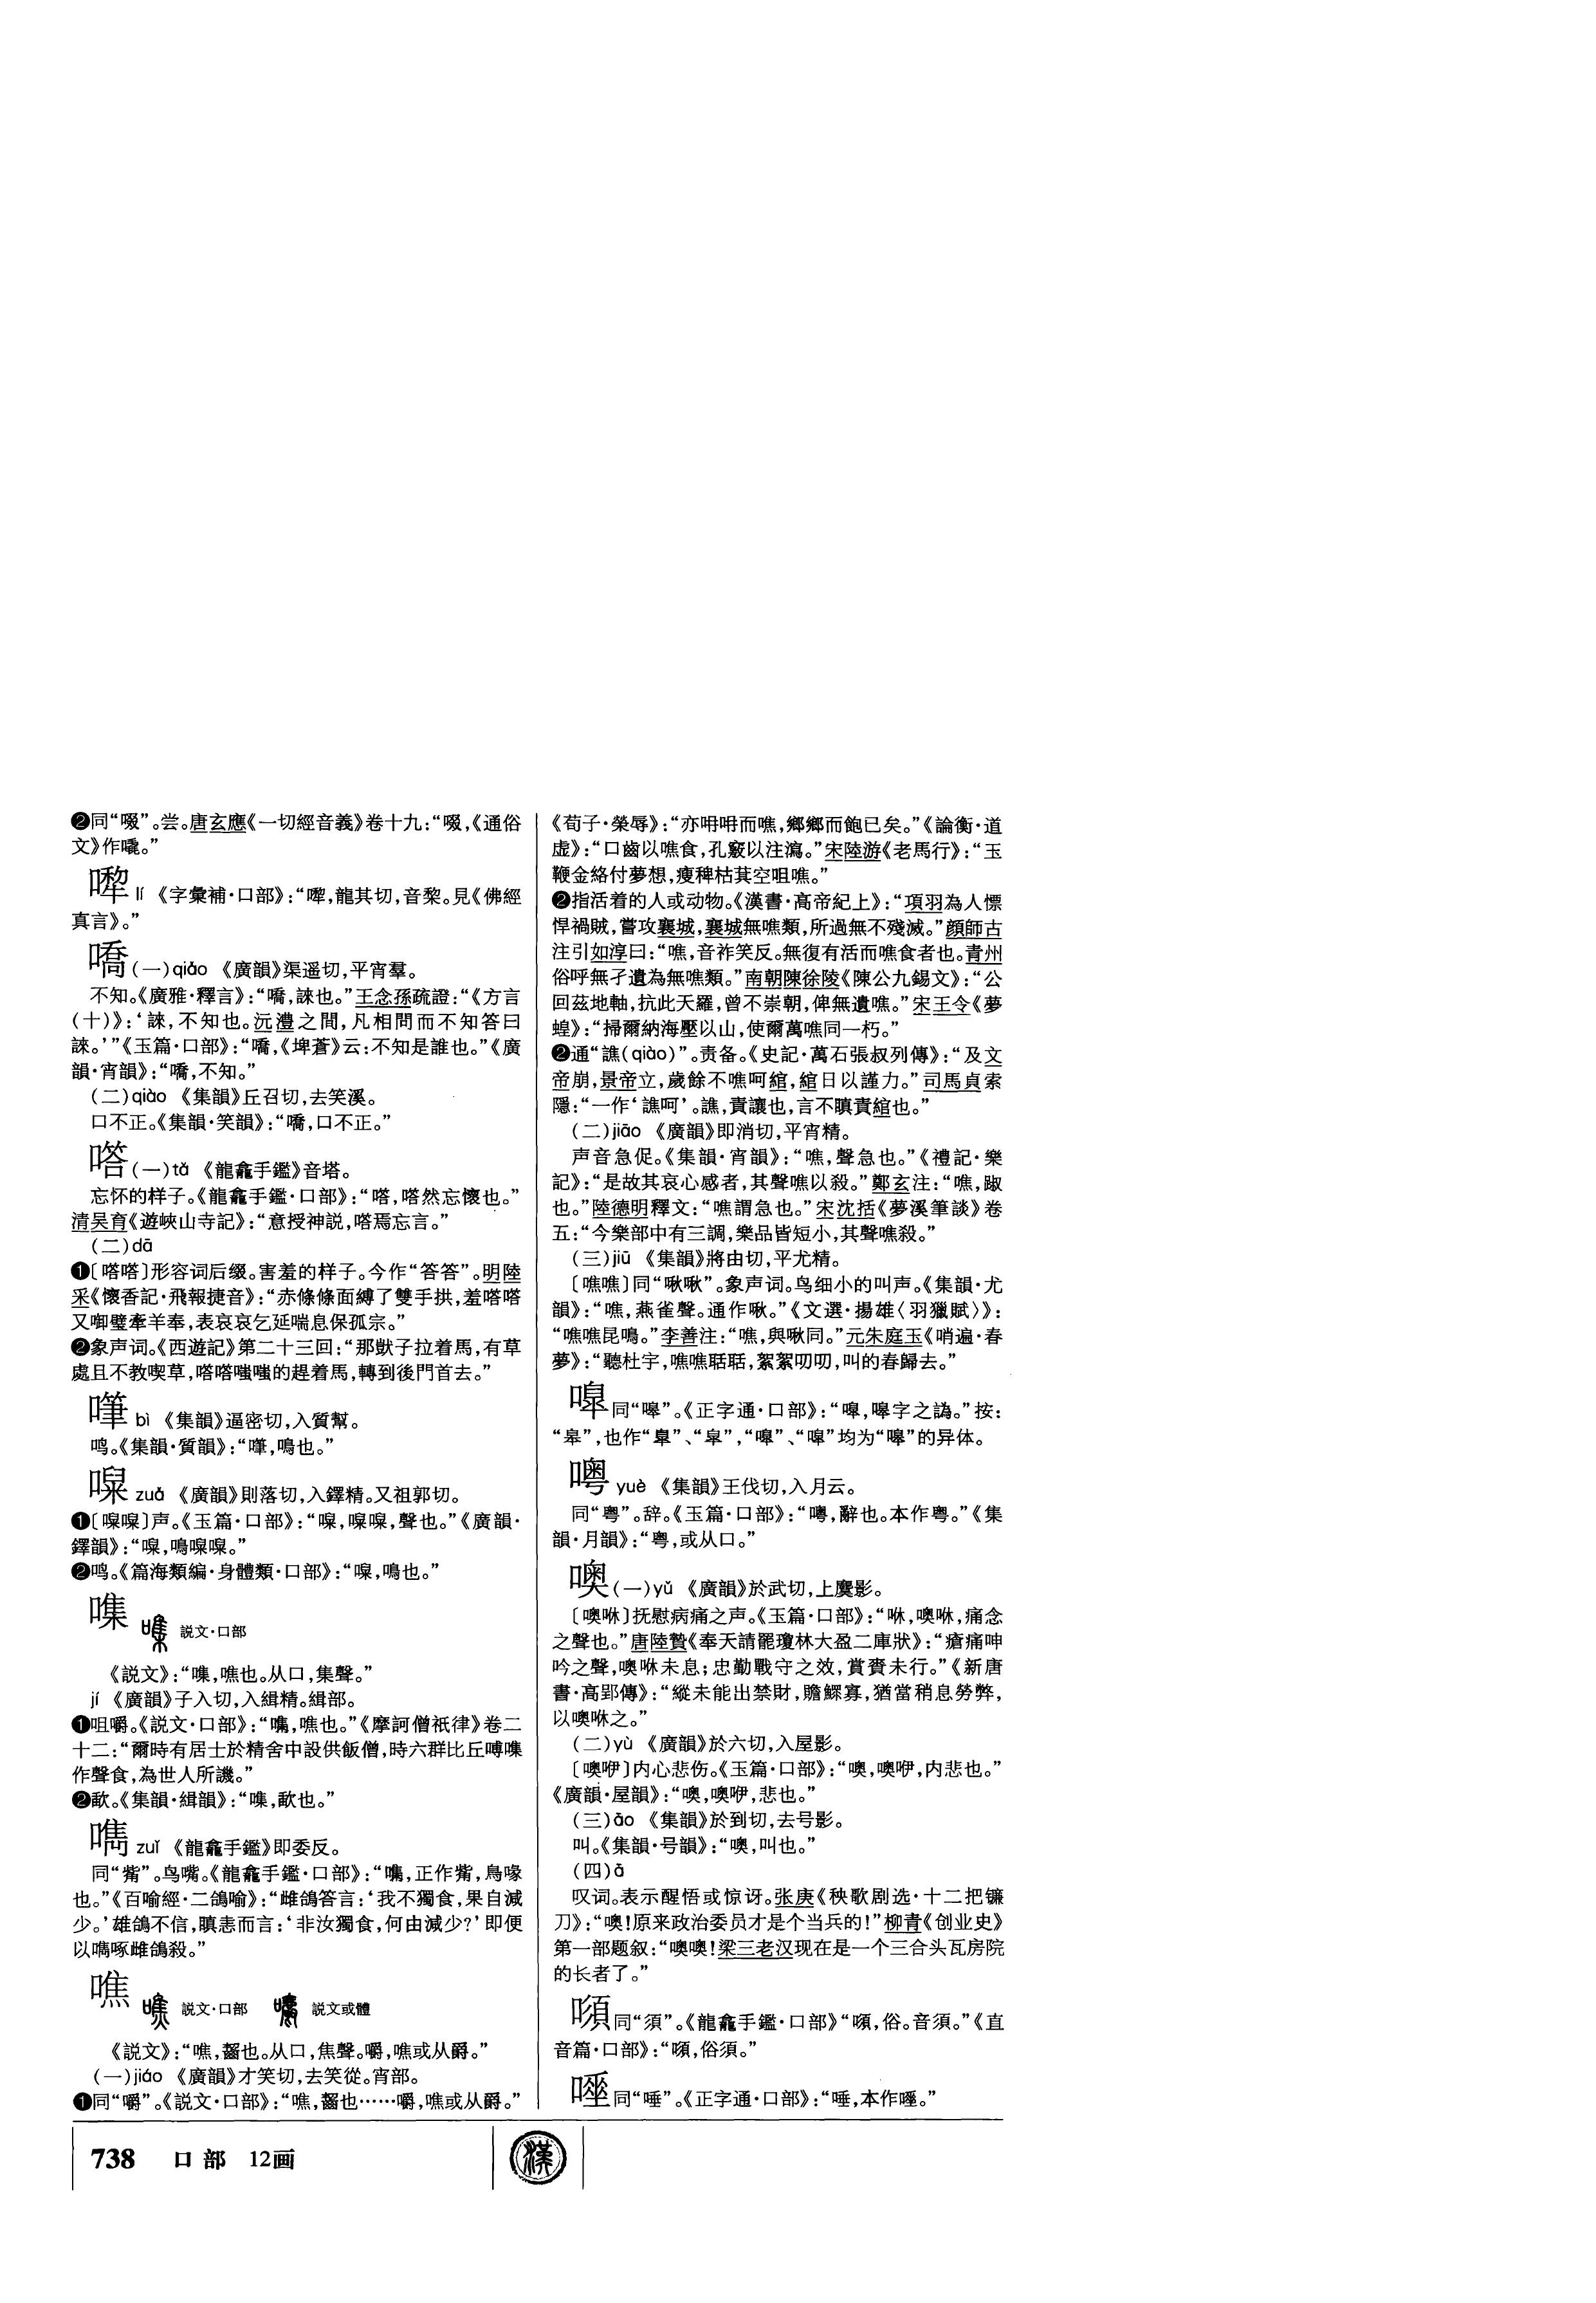 ❷同“啜”。尝。唐玄應《一切經音義》卷十九：“啜，《通俗
文》作嚽。”
嚟 lí 《字彙補·口部》：“嚟，龍其切，音黎。見《佛經
真言》。”
嘺(一)qiáo 《廣韻》渠遥切，平宵羣。
不知。《廣雅·釋言》：“嘺，誺也。”王念孫疏證：“《方言
(十)》：‘誺，不知也。沅澧之間，凡相問而不知答曰
誺。’”《玉篇·口部》：“嘺，《埤蒼》云：不知是誰也。”《廣
韻·宵韻》：“嘺，不知。”
(二)qiào 《集韻》丘召切，去笑溪。
口不正。《集韻·笑韻》：“嘺，口不正。”
嗒(一)tǎ 《龍龕手鑑》音塔。
忘怀的样子。《龍龕手鑑·口部》：“嗒，嗒然忘懷也。”
清吴育《遊峽山寺記》：“意授神説，嗒焉忘言。”
(二)dā
❶〔嗒嗒〕形容词后缀。害羞的样子。今作“答答”。明陸
采《懷香記·飛報捷音》：“赤條條面縛了雙手拱，羞嗒嗒
又啣璧牽羊奉，表哀哀乞延喘息保孤宗。”
❷象声词。《西遊記》第二十三回：“那獃子拉着馬，有草
處且不教喫草，嗒嗒嗤嗤的趕着馬，轉到後門首去。”
bì 《集韻》逼密切，入質幫。
鸣。《集韻·質韻》：“，鳴也。”
zuǎ 《廣韻》則落切，入鐸精。又祖郭切。
❶〔〕声。《玉篇·口部》：“，，聲也。”《廣韻·
鐸韻》：“，鳴。”
❷鸣。《篇海類編·身體類·口部》：“，鳴也。”
噍 説文·口部
《説文》：“噍也。从口，集聲。”
jí 《廣韻》子入切，入緝精。緝部。
❶咀嚼。《説文·口部》：“，噍也。”《摩訶僧祇律》卷二
十二：“爾時有居士於精舍中設供飯僧，時六群比丘嚩
作聲食，為世人所譏。”
❷歃。《集韻·緝韻》：“，歃也。”
噣 zuǐ 《龍龕手鑑》即委反。
同“觜”。鸟嘴。《龍龕手鑑·口部》：“，正作觜，鳥喙
也。”《百喻經·二鴿喻》：“雌鴿答言：‘我不獨食，果自減
少。’雄鴿不信，瞋恚而言：‘非汝獨食，何由減少？’即便
以啄雌鴿殺。”
噍 説文·口部 説文或體
《説文》：“噍，齧也。从口，焦聲。嚼，噍或从爵。”
(一)jiáo 《廣韻》才笑切，去笑從。宵部。
❶同“嚼”。《説文·口部》：“噍，齧也……嚼，噍或从爵。”
《荀子·榮辱》：“亦呥呥而噍，鄉鄉而飽已矣。”《論衡·道
虚》：“口齒以噍食，孔竅以注瀉。”宋陸游《老馬行》：“玉
鞭金絡付夢想，瘦稗枯萁空咀噍。”
❷指活着的人或动物。《漢書·高帝紀上》：“項羽為人慓
悍禍賊，嘗攻襄城，襄城無噍類，所過無不殘滅。”顔師古
注引如淳曰：“噍，音祚笑反。無復有活而噍食者也。青州
俗呼無孑遺為無噍類。”南朝陳徐陵《陳公九錫文》：“公
回茲地軸，抗此天羅，曾不崇朝，俾無遺噍。”宋王令《夢
蝗》：“掃爾納海壓以山，使爾萬噍同一朽。”
❷通“譙(qiào)”。责备。《史記·萬石張叔列傳》：“及文
帝崩，景帝立，歲餘不噍呵綰，綰日以謹力。”司馬貞索
隱：“一作‘譙呵’。譙，責讓也，言不瞋責綰也。”
(二)jiāo 《廣韻》即消切，平宵精。
声音急促。《集韻·宵韻》：“噍，聲急也。”《禮記·樂
記》：“是故其哀心感者，其聲噍以殺。”鄭玄注：“噍，踧
也。”陸德明釋文：“噍謂急也。”宋沈括《夢溪筆談》卷
五：“今樂部中有三調，樂品皆短小，其聲噍殺。”
(三)jiū 《集韻》將由切，平尤精。
〔噍噍〕同“啾啾”。象声词。鸟细小的叫声。《集韻·尤
韻》：“噍，燕雀聲。通作啾。”《文選·揚雄〈羽獵賦〉》：
“噍噍昆鳴。”李善注：“噍，與啾同。”元朱庭玉《哨遍·春
夢》：“聽杜宇，噍噍聒聒，絮絮叨叨，叫的春歸去。”
同“嗥”。《正字通·口部》：“，嗥字之譌。”按：
“皋”，也作“臯”、“皐”，“嗥”、“”均为“嗥”的异体。
噊 yuè 《集韻》王伐切，入月云。
同“粤”。辞。《玉篇·口部》：“，辭也。本作粤。”《集
韻·月韻》：“粤，或从口。”
噢(一)yǔ 《廣韻》於武切，上麌影。
〔噢咻〕抚慰病痛之声。《玉篇·口部》：“咻，噢咻，痛念
之聲也。”唐陸贄《奉天請罷瓊林大盈二庫狀》：“瘡痛呻
吟之聲，噢咻未息；忠勤戰守之效，賞賚未行。”《新唐
書·高郢傳》：“縱未能出禁財，贍鰥寡，猶當稍息勞弊，
以噢咻之。”
(二)yù 《廣韻》於六切，入屋影。
〔噢咿〕内心悲伤。《玉篇·口部》：“噢，噢咿，内悲也。”
《廣韻·屋韻》：“噢，噢咿，悲也。”
(三)ào 《集韻》於到切，去号影。
叫。《集韻·号韻》：“噢，叫也。”
(四)ǎ
叹词。表示醒悟或惊讶。张庚《秧歌剧选·十二把镰
刀》：“噢！原来政治委员才是个当兵的！”柳青《创业史》
第一部题叙：“噢噢！梁三老汉现在是一个三合头瓦房院
的长者了。”
同“須”。《龍龕手鑑·口部》“，俗。音須。”《直
音篇·口部》：“，俗須。”
同“唾”。《正字通·口部》：“唾，本作。”
738 口部 12画
漢